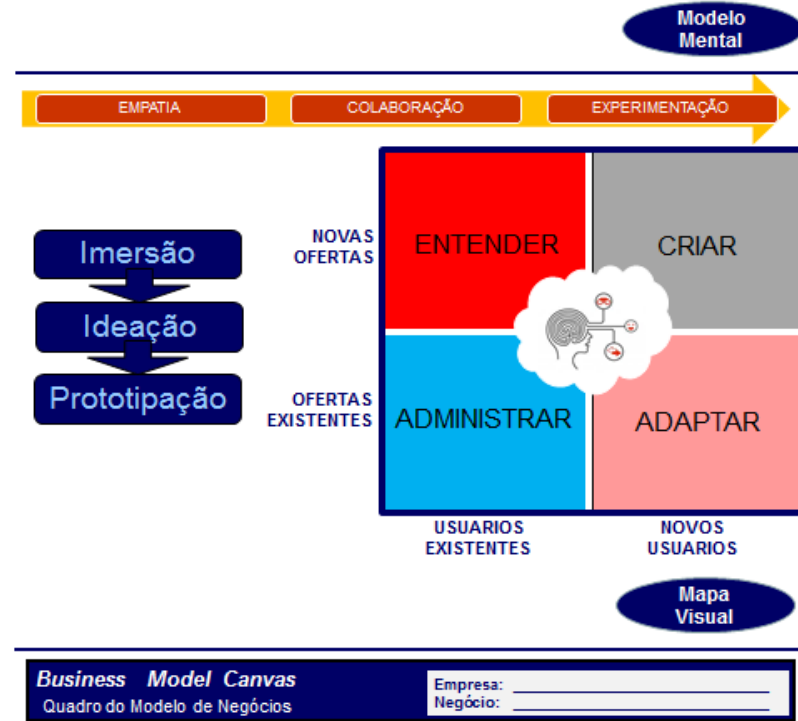 Modelo
Mental
EMPATIA
COLABORAÇÃO
EXPERIMENTAÇÃO
Imersão
Ideação
Prototipação
NOVAS
OFERTAS
ENTENDER
CRIAR
OFERTAS
EXISTENTES
ADMINISTRAR
ADAPTAR
USUARIOS
EXISTENTES
NOVOS
USUARIOS
Mapa
Visual
Business Model Canvas
Quadro do Modelo de Negócios
Empresa:
Negócio: